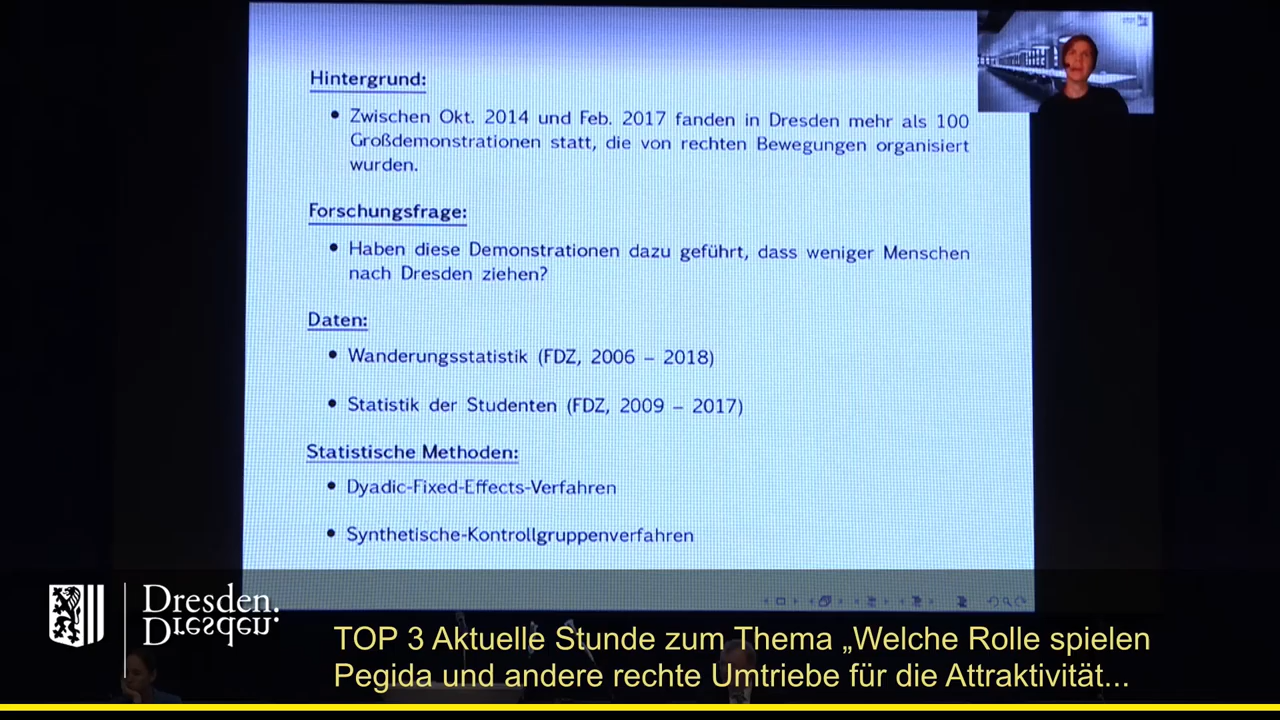 Hintergrund:
• Zwischen Okt. 2014 und Feb. 2017 fanden in Dresden mehr als 100
Großdemonstrationen statt, die von rechten Bewegungen organisiert
wurden.
Forschungsfrage:
• Haben diese Demonstrationen dazu geführt, dass weniger Menschen
nach Dresden ziehen?
Daten:
• Wanderungsstatistik (FDZ, 2006 – 2018)
• Statistik der Studenten (FDZ, 2009 – 2017)
Statistische Methoden:
• Dyadic-Fixed-Effects-Verfahren
• Synthetische-Kontrollgruppenverfahren
Dresden.
Dresden.
TOP 3 Aktuelle Stunde zum Thema „Welche Rolle spielen
Pegida und andere rechte Umtriebe für die Attraktivität...